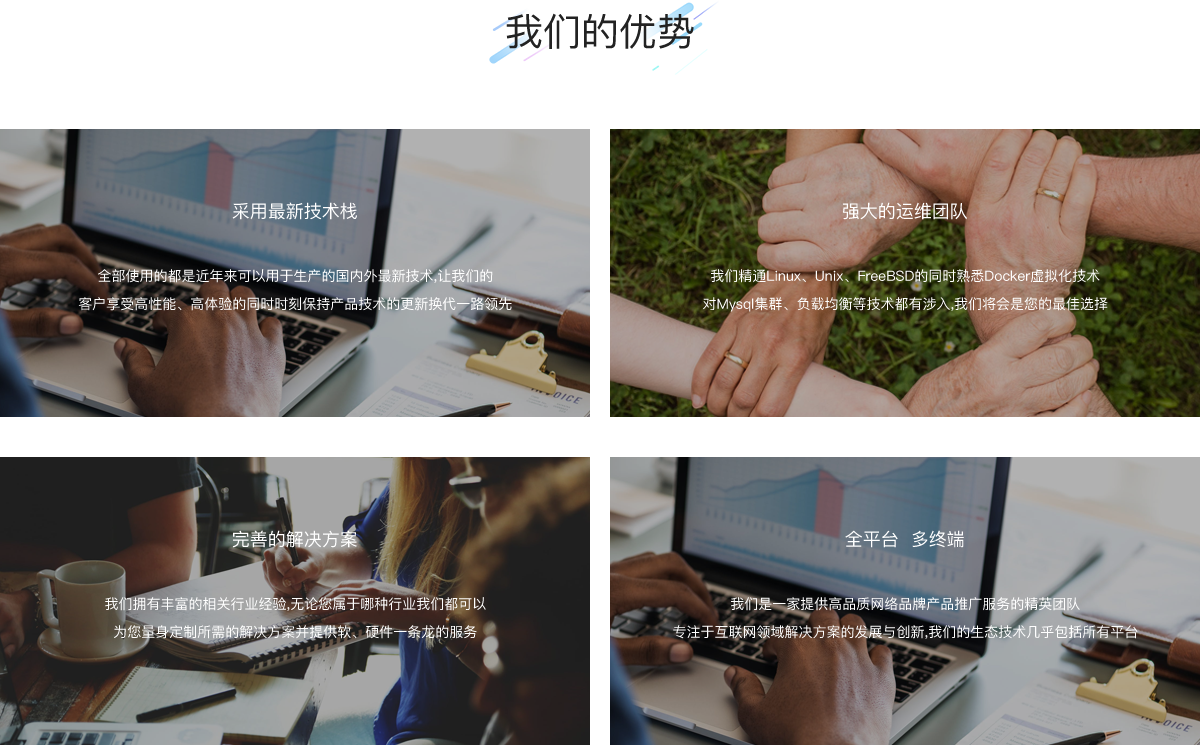 我们的优势
采用最新技术栈
全部使用的都是近年来可以用于生产的国内外最新技术,让我们的
客户享受高性能、高体验的同时时刻保持产品技术的更新换代一路领先
INVOICE
强大的运维团队
我们精通Linux、Unix、FreeBSD的同时熟悉Docker虚拟化技术
对Mysql集群、负载均衡等技术都有涉入,我们将会是您的最佳选择
完善的解决方案
我们拥有丰富的相关行业经验,无论您属于哪种行业我们都可以
为您量身定制所需的解决方案并提供软、硬件一条龙的服务
全平台 多终端
我们是一家提供高品质网络品牌产品推广服务的精英团队
专注于互联网领域解决方案的发展与创新,我们的生态技术几乎包括所有平台